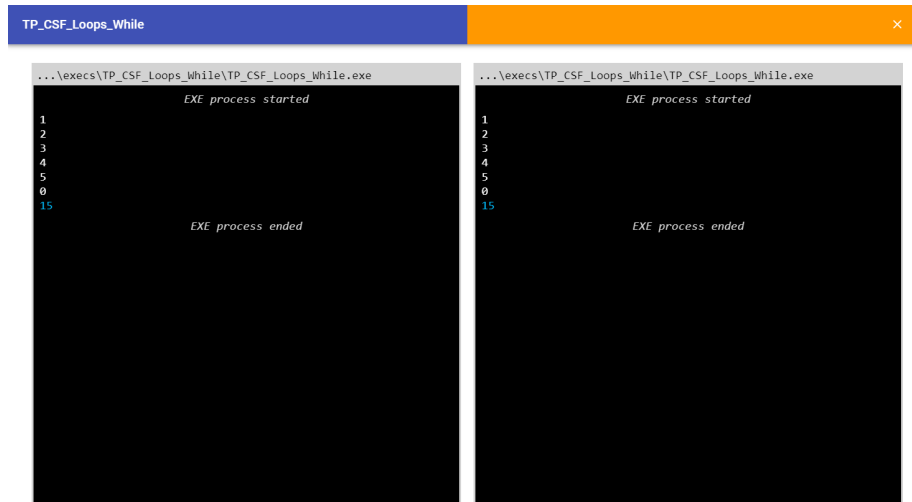 TP_CSF_Loops_While
×
...\execs\TP_CSF_Loops_While\TP_CSF_Loops_While.exe
EXE process started
1
2
3
4
5
0
15
EXE process ended
...\execs\TP_CSF_Loops_While\TP_CSF_Loops_While.exe
EXE process started
1
2
3
4
5
0
15
EXE process ended